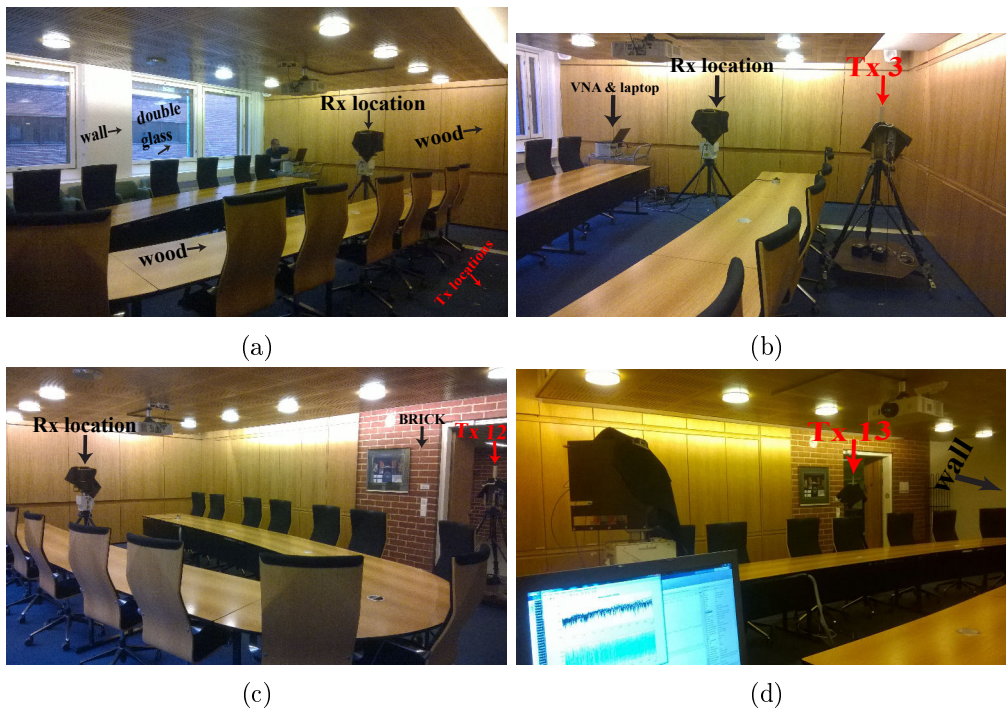 Rx location
wall→
double
glass
wood→
wood→
Tx locations
(a)
Rx location
Tx 3
VNA & laptop
(b)
Rx location
BRICK
Tx 12
(c)
Tx 13
wall
(d)